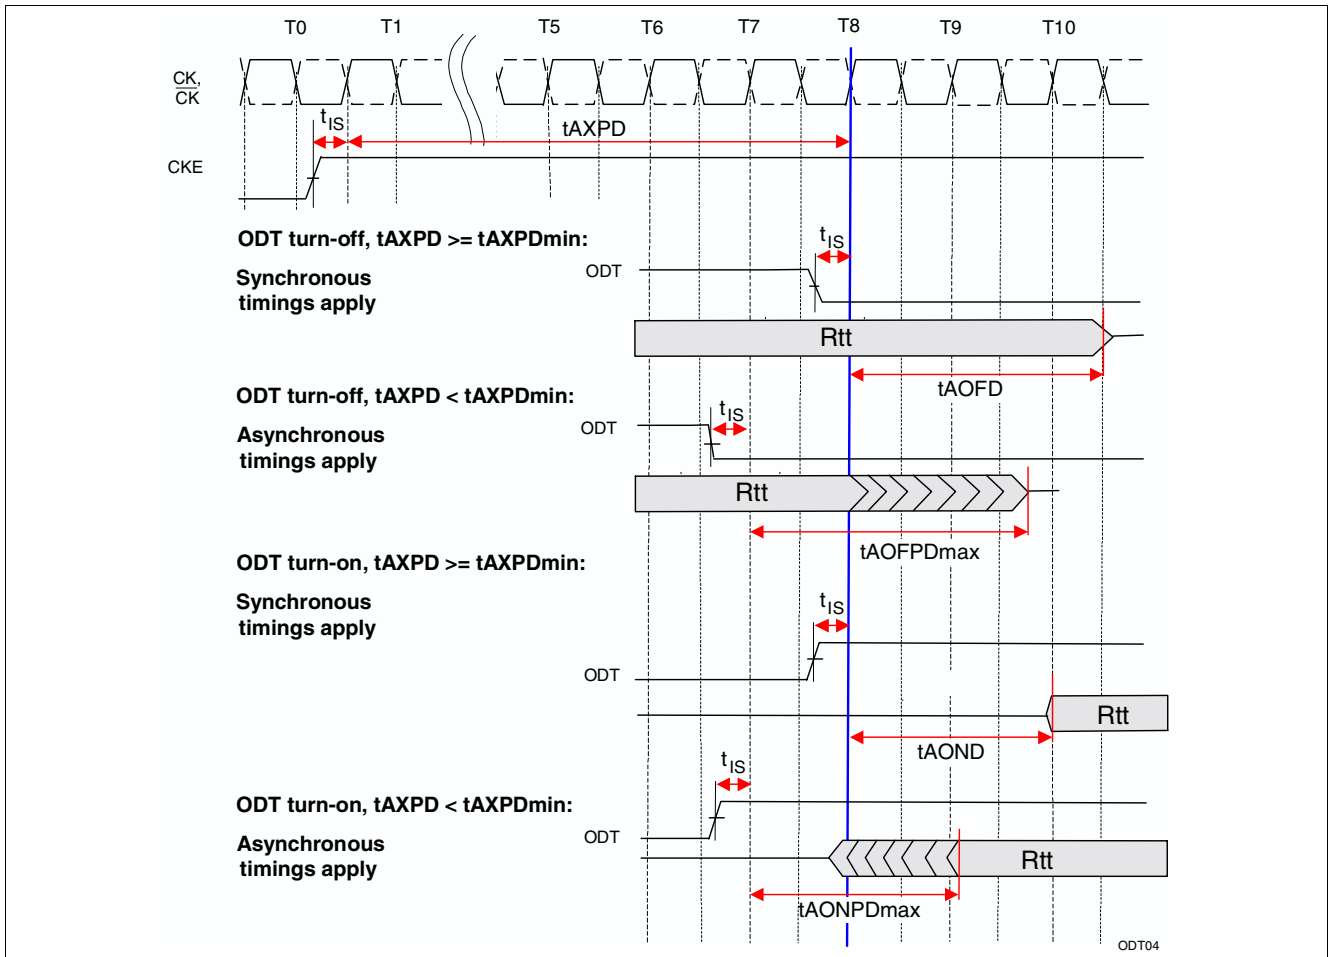 T0 T1 T5 T6 T7 T8 T9 T10
CK,
CK
tIS
tAXPD
CKE
ODT turn-off, tAXPD >= tAXPDmin:
tIS
ODT
Synchronous
timings apply
Rtt
tAOFD
ODT turn-off, tAXPD < tAXPDmin:
tIS
ODT
Asynchronous
timings apply
Rtt
tAOFPDmax
ODT turn-on, tAXPD >= tAXPDmin:
Synchronous
timings apply
tIS
ODT
Rtt
tAOND
tIS
ODT turn-on, tAXPD < tAXPDmin:
ODT
Asynchronous
timings apply
Rtt
tAONPDmax
ODT04